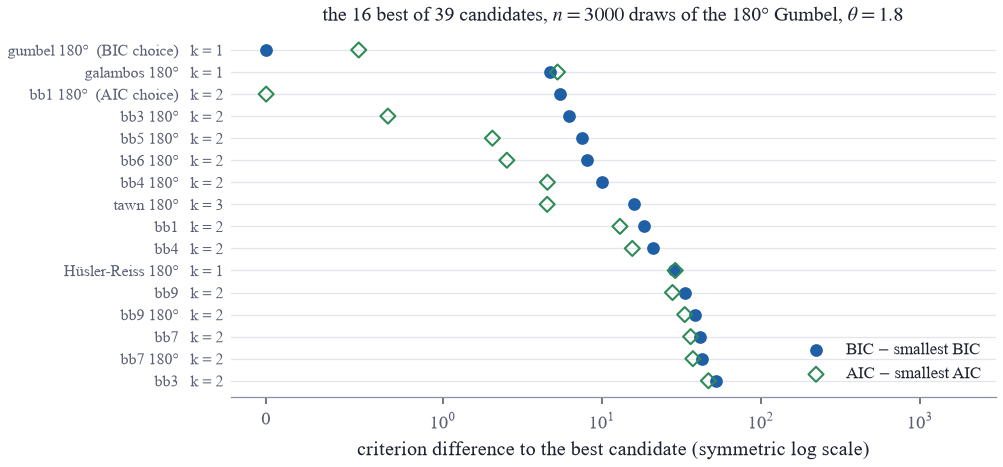 the 16 best of 39 candidates, n = 3000 draws of the 180° Gumbel, θ = 1.8
gumbel 180° (BIC choice) k = 1
galambos 180° k = 1
bb1 180° (AIC choice) k = 2
bb3 180° k = 2
bb5 180° k = 2
bb6 180° k = 2
bb4 180° k = 2
tawn 180° k = 3
bb1 k = 2
bb4 k = 2
Hüsler-Reiss 180° k = 1
bb9 k = 2
bb9 180° k = 2
bb7 k = 2
bb7 180° k = 2
bb3 k = 2
BIC − smallest BIC
AIC − smallest AIC
0 10⁰ 10¹ 10² 10³
criterion difference to the best candidate (symmetric log scale)